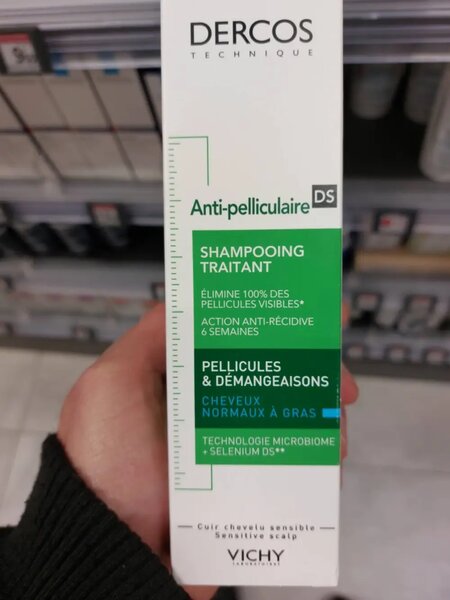 DERCOS
TECHNIQUE
Anti-pelliculaire DS
SHAMPOOING
TRAITANT
ÉLIMINE 100% DES
PELLICULES VISIBLES*
ACTION ANTI-RÉCIDIVE
6 SEMAINES
PELLICULES
& DÉMANGEAISONS
CHEVEUX
NORMAUX À GRAS
TECHNOLOGIE MICROBIOME
+ SELENIUM DS**
Cuir chevelu sensible
Sensitive scalp
VICHY
LABORATOIRES